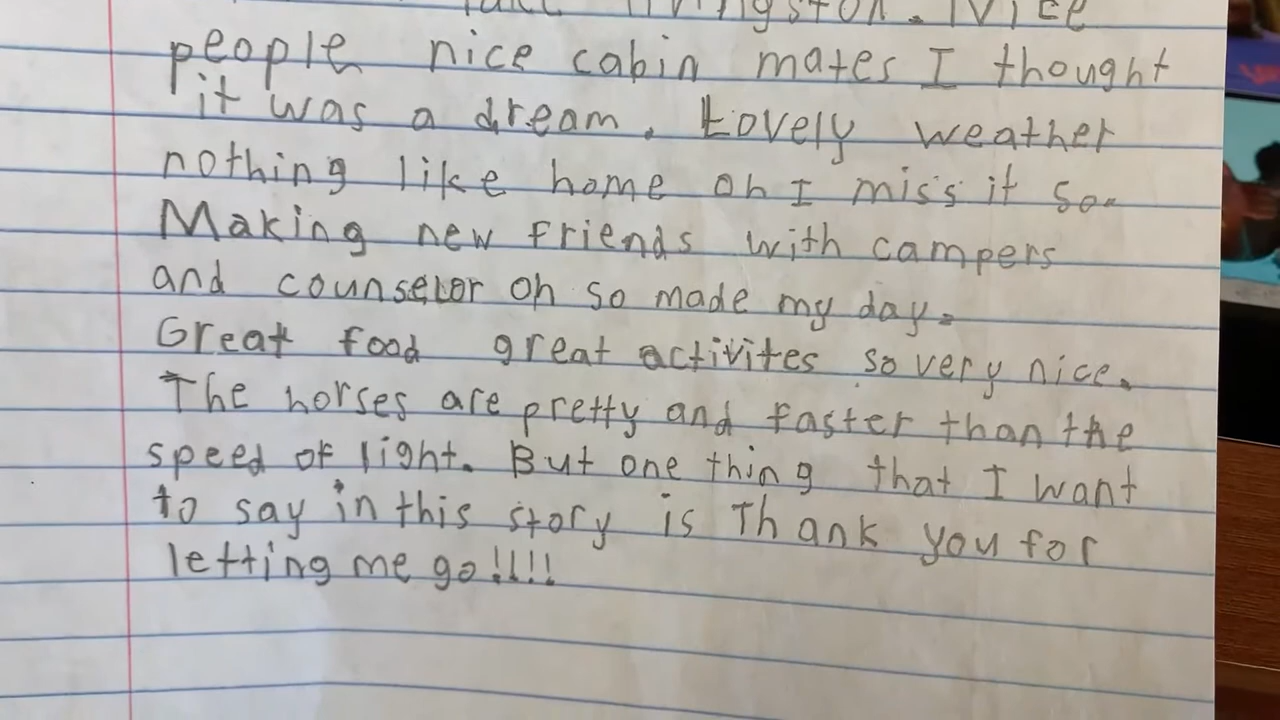 Nice
people nice cabin mates I thought
it was a dream. Lovely weather
nothing like home oh I miss it so.
Making new friends with campers
and counselor oh so made my day.
Great food great activites so very nice.
The horses are pretty and faster than the
speed of light. But one thing that I want
to say in this story is Thank you for
letting me go!!!!!